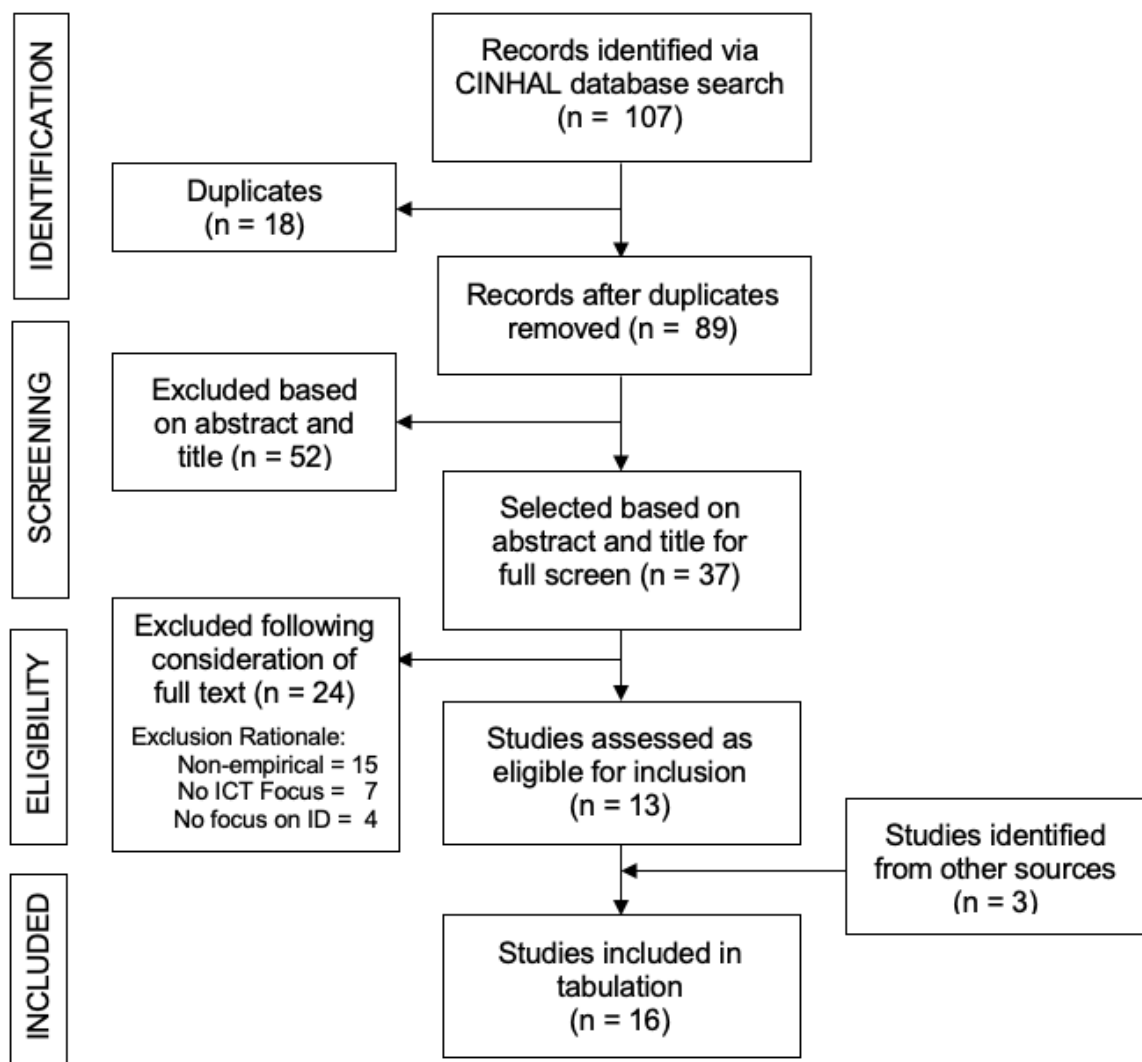 IDENTIFICATION
Records identified via
CINHAL database search
(n = 107)
Duplicates
(n = 18)
Records after duplicates
removed (n = 89)
SCREENING
Excluded based
on abstract and
title (n = 52)
Selected based on
abstract and title for
full screen (n = 37)
ELIGIBILITY
Excluded following
consideration of
full text (n = 24)
Exclusion Rationale:
Non-empirical = 15
No ICT Focus = 7
No focus on ID = 4
Studies assessed as
eligible for inclusion
(n = 13)
Studies identified
from other sources
(n = 3)
INCLUDED
Studies included in
tabulation
(n = 16)